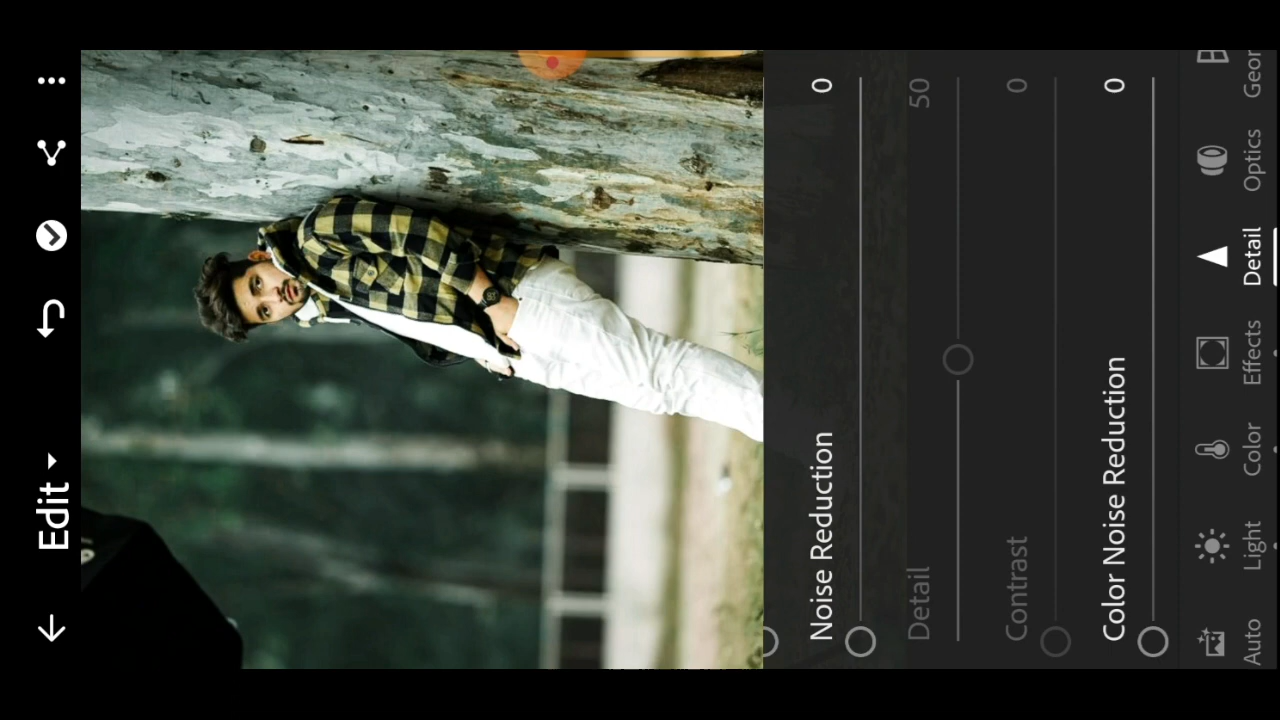 Edit
Noise Reduction 0
Detail 50
Contrast 0
Color Noise Reduction 0
Auto Light Color Effects Detail Optics Geor